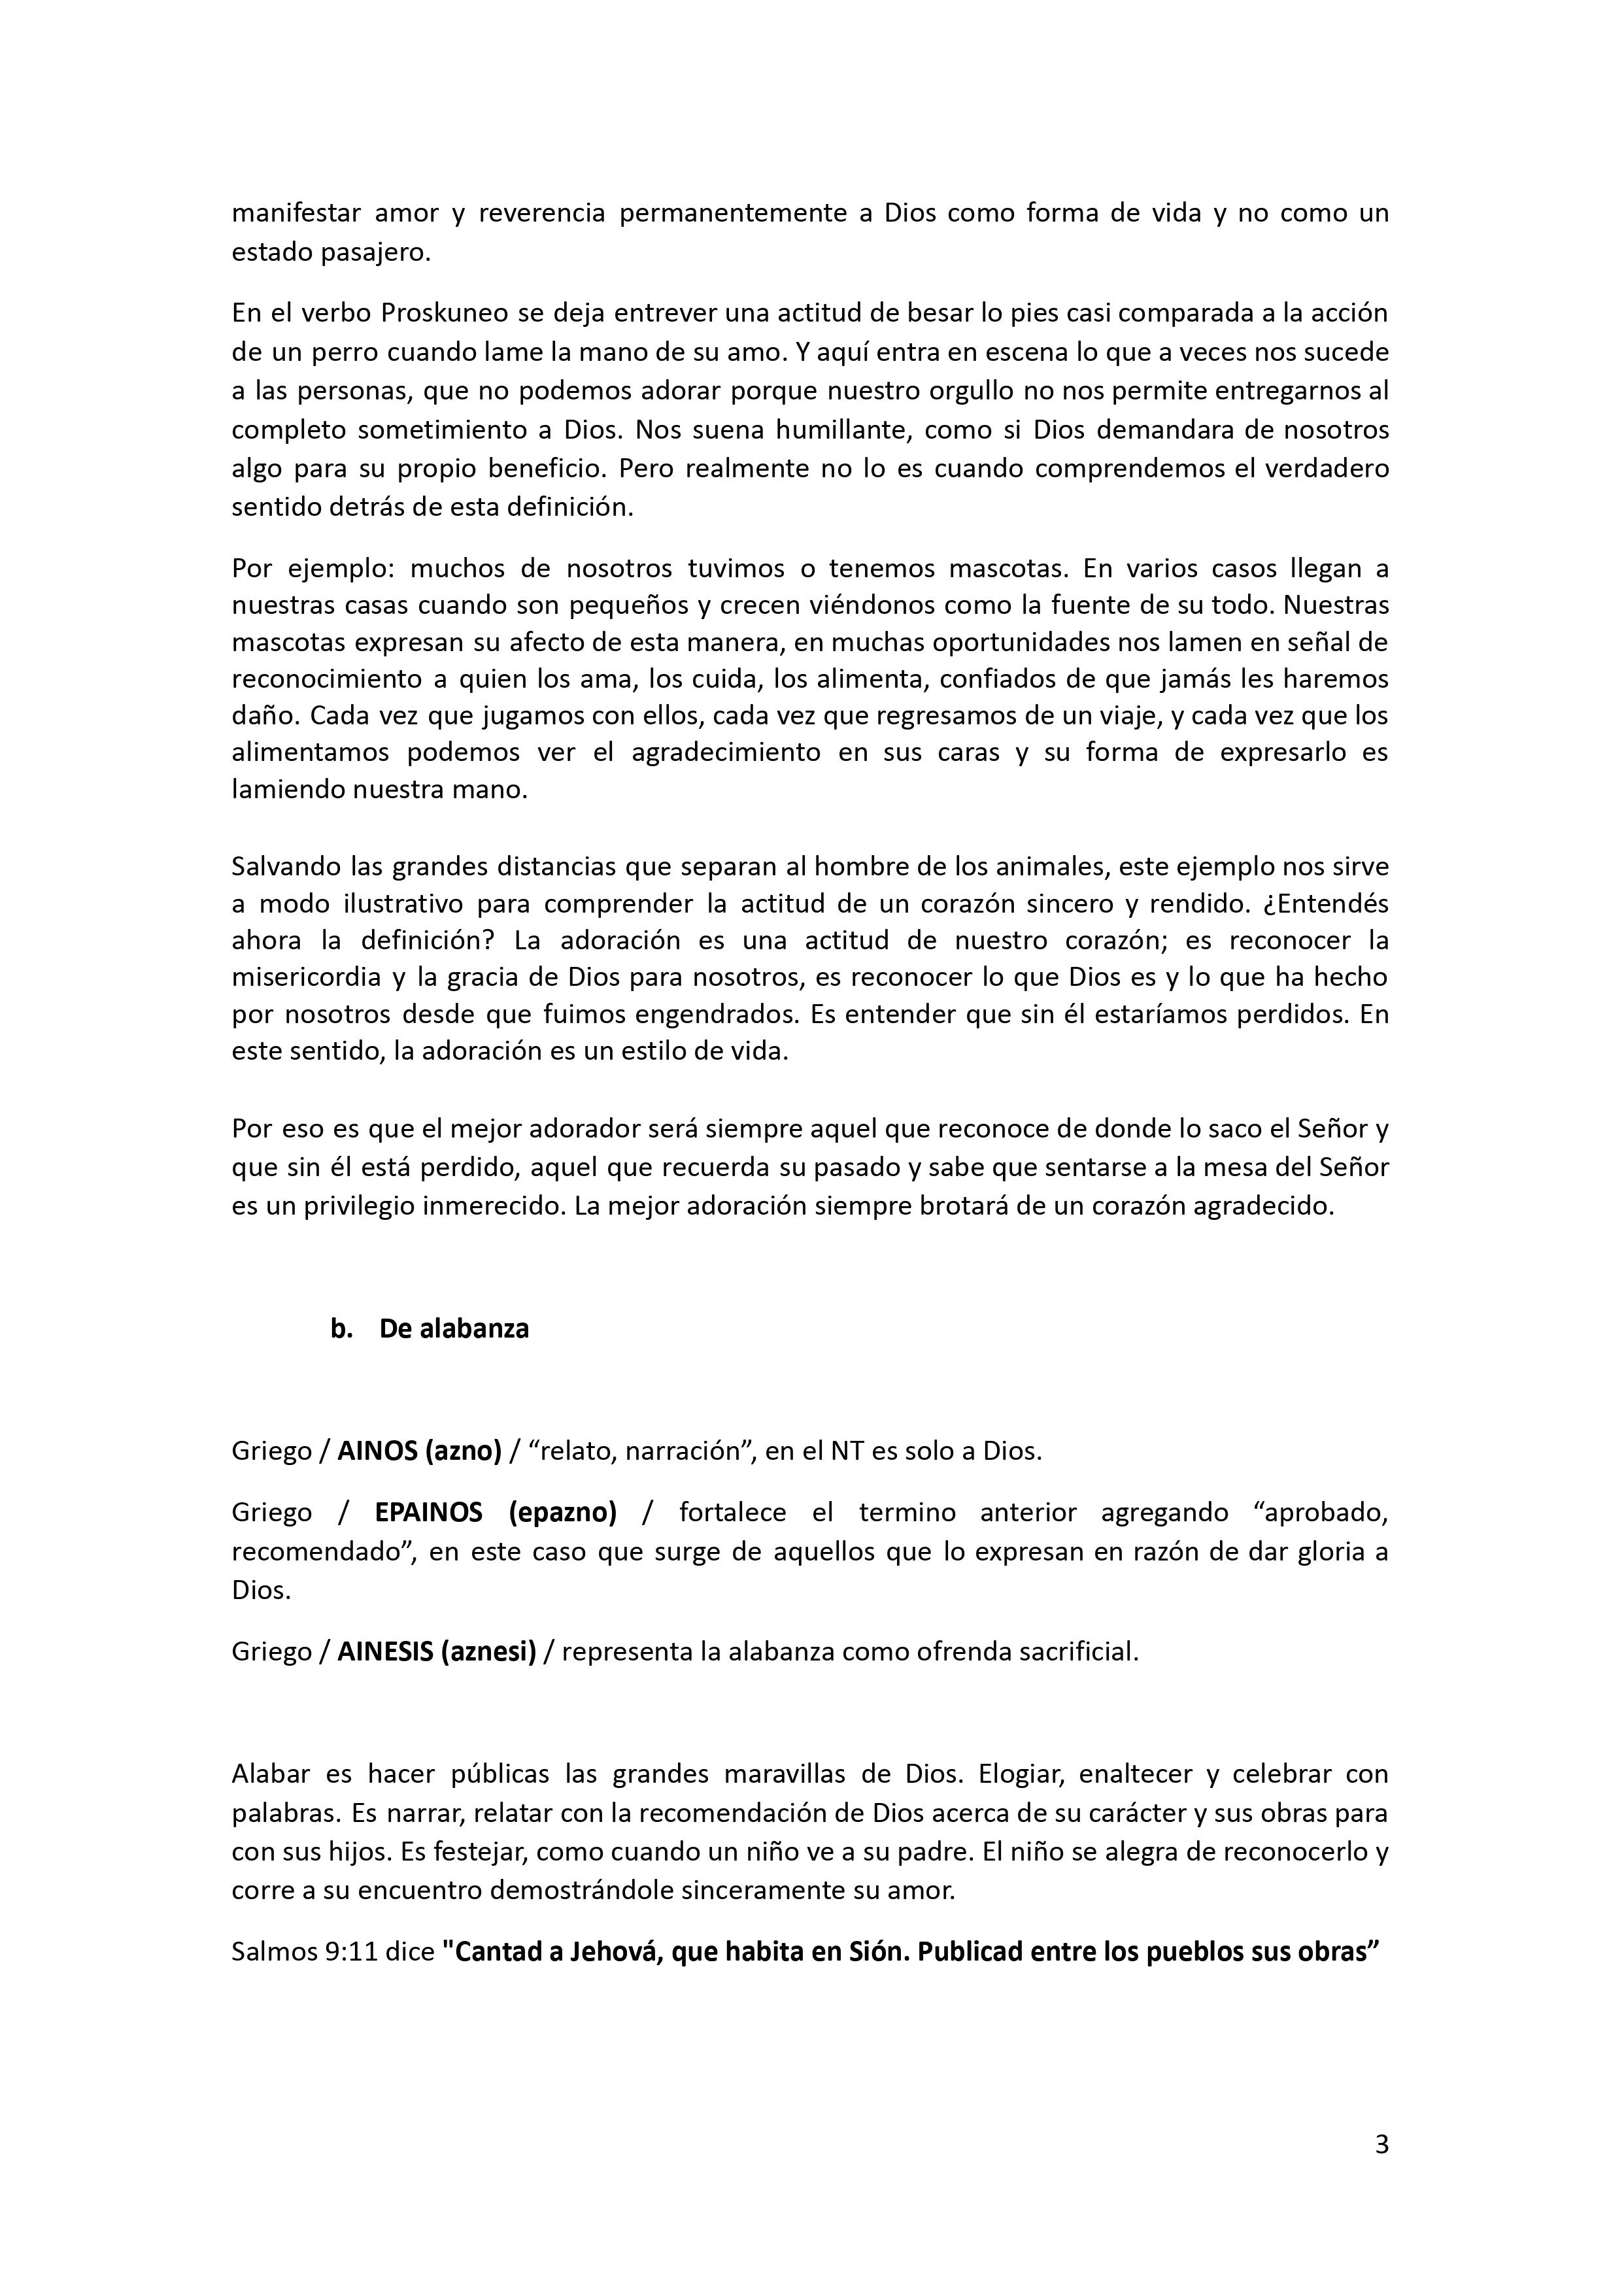 manifestar amor y reverencia permanentemente a Dios como forma de vida y no como un
estado pasajero.
En el verbo Proskuneo se deja entrever una actitud de besar lo pies casi comparada a la acción
de un perro cuando lame la mano de su amo. Y aquí entra en escena lo que a veces nos sucede
a las personas, que no podemos adorar porque nuestro orgullo no nos permite entregarnos al
completo sometimiento a Dios. Nos suena humillante, como si Dios demandara de nosotros
algo para su propio beneficio. Pero realmente no lo es cuando comprendemos el verdadero
sentido detrás de esta definición.
Por ejemplo: muchos de nosotros tuvimos o tenemos mascotas. En varios casos llegan a
nuestras casas cuando son pequeños y crecen viéndonos como la fuente de su todo. Nuestras
mascotas expresan su afecto de esta manera, en muchas oportunidades nos lamen en señal de
reconocimiento a quien los ama, los cuida, los alimenta, confiados de que jamás les haremos
daño. Cada vez que jugamos con ellos, cada vez que regresamos de un viaje, y cada vez que los
alimentamos podemos ver el agradecimiento en sus caras y su forma de expresarlo es
lamiendo nuestra mano.
Salvando las grandes distancias que separan al hombre de los animales, este ejemplo nos sirve
a modo ilustrativo para comprender la actitud de un corazón sincero y rendido. ¿Entendés
ahora la definición? La adoración es una actitud de nuestro corazón; es reconocer la
misericordia y la gracia de Dios para nosotros, es reconocer lo que Dios es y lo que ha hecho
por nosotros desde que fuimos engendrados. Es entender que sin él estaríamos perdidos. En
este sentido, la adoración es un estilo de vida.
Por eso es que el mejor adorador será siempre aquel que reconoce de donde lo saco el Señor y
que sin él está perdido, aquel que recuerda su pasado y sabe que sentarse a la mesa del Señor
es un privilegio inmerecido. La mejor adoración siempre brotará de un corazón agradecido.
b. De alabanza
Griego / AINOS (azno) / “relato, narración”, en el NT es solo a Dios.
Griego / EPAINOS (epazno) / fortalece el termino anterior agregando “aprobado,
recomendado”, en este caso que surge de aquellos que lo expresan en razón de dar gloria a
Dios.
Griego / AINESIS (aznesi) / representa la alabanza como ofrenda sacrificial.
Alabar es hacer públicas las grandes maravillas de Dios. Elogiar, enaltecer y celebrar con
palabras. Es narrar, relatar con la recomendación de Dios acerca de su carácter y sus obras para
con sus hijos. Es festejar, como cuando un niño ve a su padre. El niño se alegra de reconocerlo y
corre a su encuentro demostrándole sinceramente su amor.
Salmos 9:11 dice "Cantad a Jehová, que habita en Sión. Publicad entre los pueblos sus obras”
3